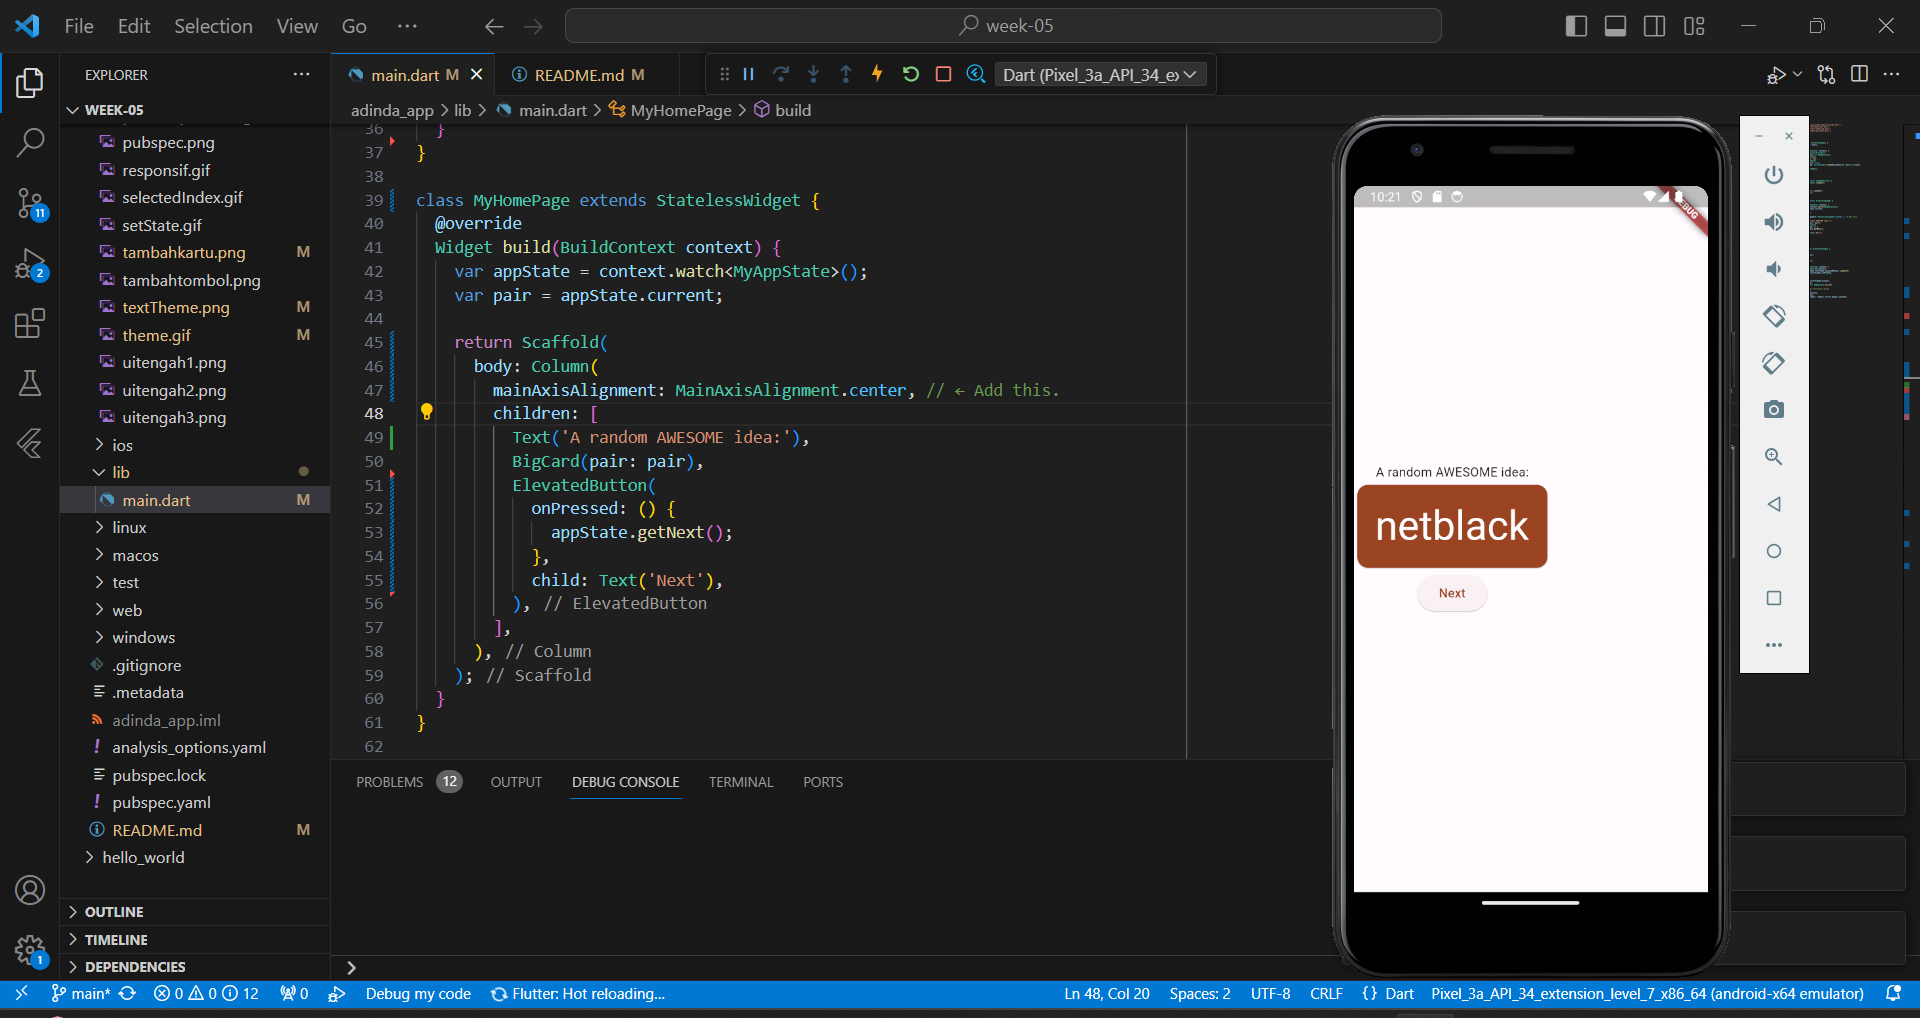 File Edit Selection View Go ··· week-05
EXPLORER ···
main.dart M
README.md M
Dart (Pixel_3a_API_34_ex
WEEK-05
adinda_app > lib > main.dart > MyHomePage > build
pubspec.png
responsif.gif
selectedIndex.gif
setState.gif
tambahkartu.png M
tambahtombol.png
textTheme.png M
theme.gif M
uitengah1.png
uitengah2.png
uitengah3.png
ios
lib
main.dart M
linux
macos
test
web
windows
.gitignore
.metadata
adinda_app.iml
analysis_options.yaml
pubspec.lock
pubspec.yaml
README.md M
hello_world
OUTLINE
TIMELINE
DEPENDENCIES
11
2
1
36 }
37 }
38
39 class MyHomePage extends StatelessWidget {
40 @override
41 Widget build(BuildContext context) {
42 var appState = context.watch<MyAppState>();
43 var pair = appState.current;
44
45 return Scaffold(
46 body: Column(
47 mainAxisAlignment: MainAxisAlignment.center, // ← Add this.
48 children: [
49 Text('A random AWESOME idea:'),
50 BigCard(pair: pair),
51 ElevatedButton(
52 onPressed: () {
53 appState.getNext();
54 },
55 child: Text('Next'),
56 ), // ElevatedButton
57 ],
58 ), // Column
59 ); // Scaffold
60 }
61 }
62
PROBLEMS 12 OUTPUT DEBUG CONSOLE TERMINAL PORTS
10:21
A random AWESOME idea:
netblack
Next
main* 0 0 12 0 Debug my code Flutter: Hot reloading... Ln 48, Col 20 Spaces: 2 UTF-8 CRLF {} Dart Pixel_3a_API_34_extension_level_7_x86_64 (android-x64 emulator)